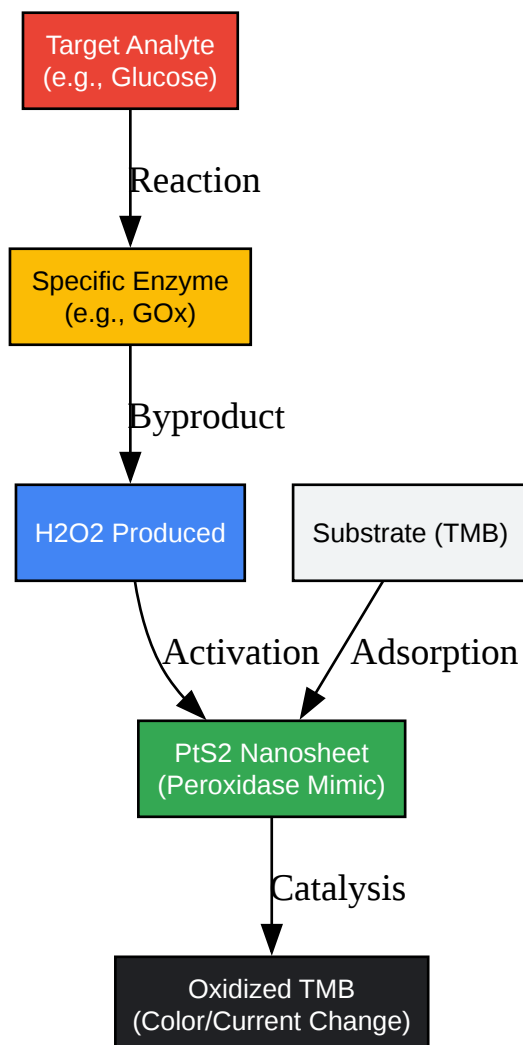 Target Analyte
(e.g., Glucose)
Reaction
Specific Enzyme
(e.g., GOx)
Byproduct
H2O2 Produced
Substrate (TMB)
Activation
Adsorption
PtS2 Nanosheet
(Peroxidase Mimic)
Catalysis
Oxidized TMB
(Color/Current Change)